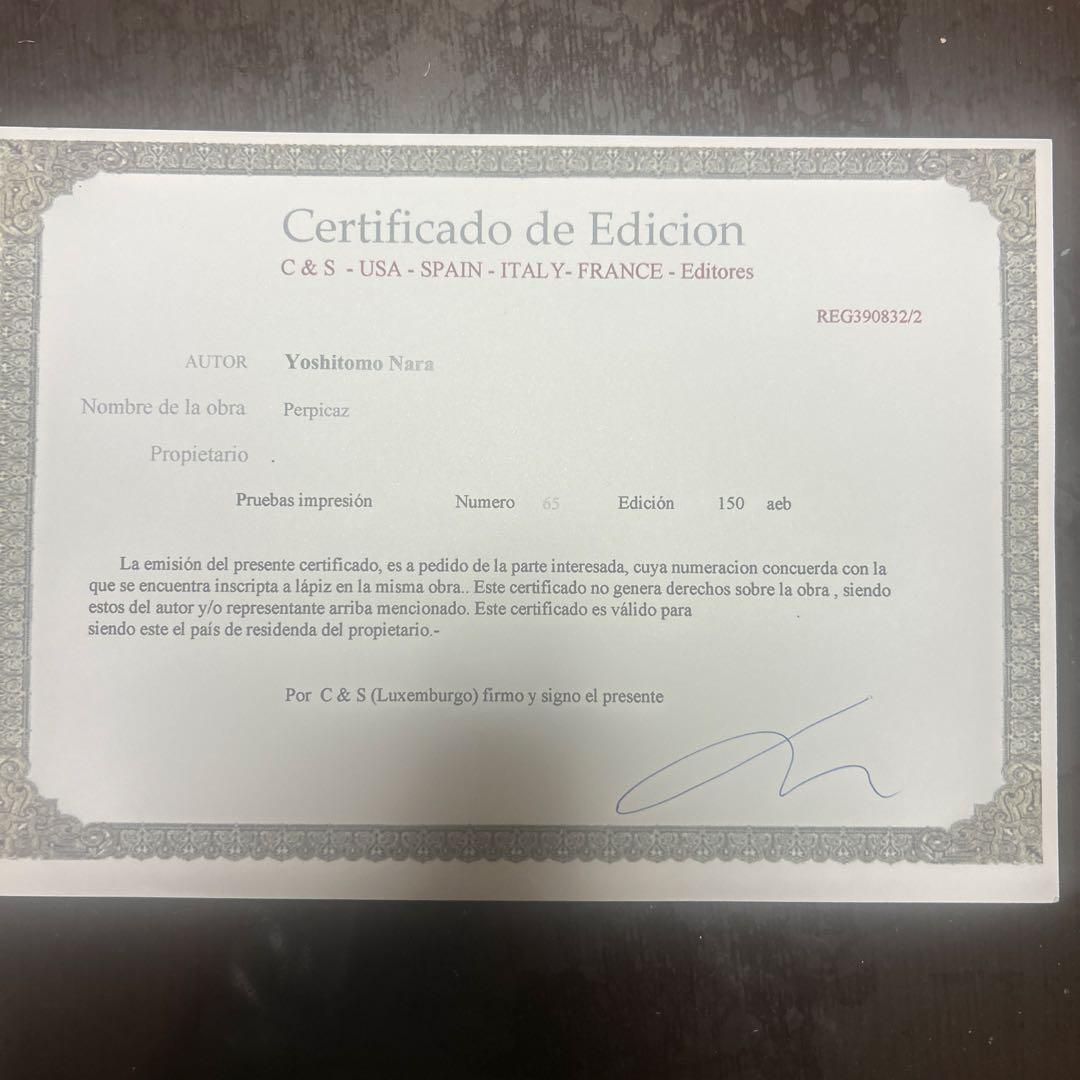 Certificado de Edicion
C & S - USA - SPAIN - ITALY- FRANCE - Editores
REG390832/2
AUTOR Yoshitomo Nara
Nombre de la obra Perpicaz
Propietario .
Pruebas impresión Numero 65 Edición 150 aeb
La emisión del presente certificado, es a pedido de la parte interesada, cuya numeracion concuerda con la
que se encuentra inscripta a lápiz en la misma obra.. Este certificado no genera derechos sobre la obra , siendo
estos del autor y/o representante arriba mencionado. Este certificado es válido para .
siendo este el país de residenda del propietario.-
Por C & S (Luxemburgo) firmo y signo el presente